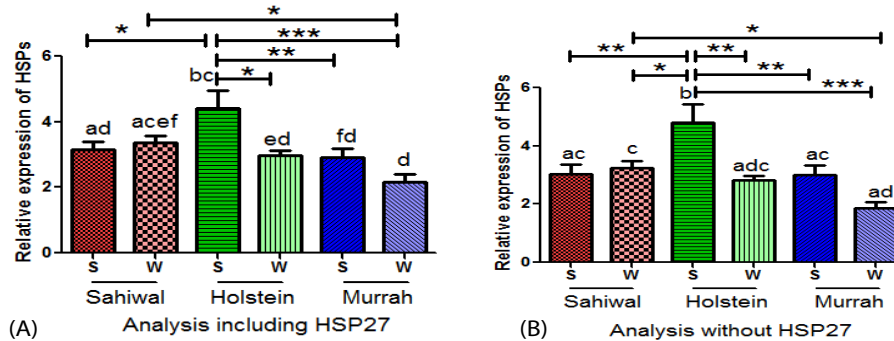 *
* ***
**
bc *
ad acef ed fd d
Relative expression of HSPs
6
4
2
0
s w s w s w
Sahiwal Holstein Murrah
(A) Analysis including HSP27
*
** **
* **
b ***
ac c adc ac ad
Relative expression of HSPs
6
4
2
0
s w s w s w
Sahiwal Holstein Murrah
(B) Analysis without HSP27